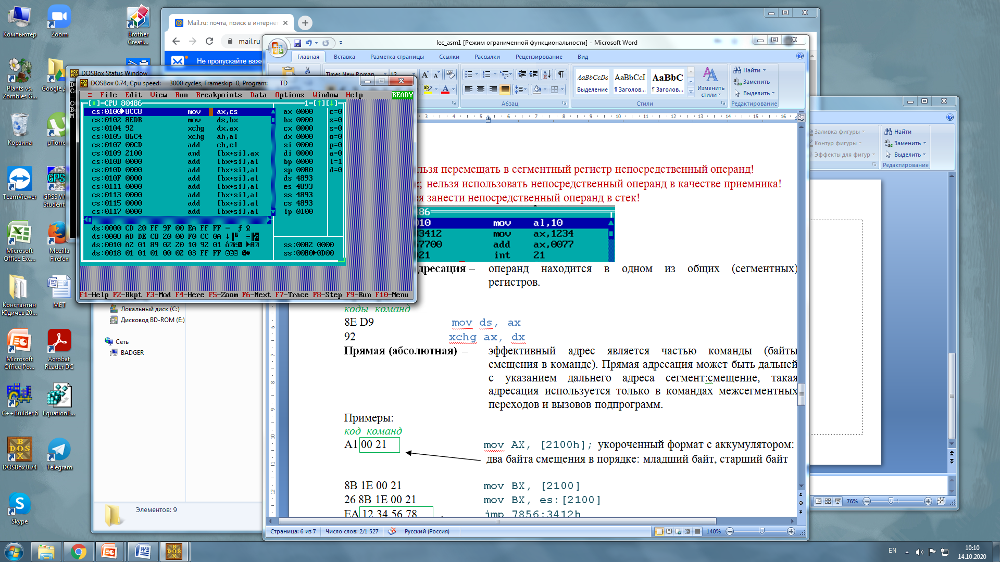 Компьютер
Zoom
Brother Creati...
Plants vs. Zombies G...
Корзина
TeamViewer
GPSS W Student
Microsoft Office Exc...
Mozilla Firefox
Константин Юдичев 20...
МЕТ
Microsoft Office Po...
Acrobat Reader DC
C++Builder6
EquationE...
DOSBox 0.74
Telegram
Skype
Mail.ru: почта, поиск в интернет
mail.ru
Не пропускайте важн
DOSBox Status Window
DOSBox 0.74, Cpu speed: 3000 cycles, Frameskip 0, Program: TD
≡ File Edit View Run Breakpoints Data Options Window Help READY
[■]=CPU 80486 1=[↑][↓]
cs:0100►8CC8 mov ax,cs ax 0000 c=0
cs:0102 8EDB mov ds,bx bx 0000 z=0
cs:0104 92 xchg dx,ax cx 0000 s=0
cs:0105 86C4 xchg ah,al dx 0000 o=0
cs:0107 00CD add ch,cl si 0000 p=0
cs:0109 2100 and [bx+si],ax di 0000 a=0
cs:010B 0000 add [bx+si],al bp 0000 i=1
cs:010D 0000 add [bx+si],al sp 0080 d=0
cs:010F 0000 add [bx+si],al ds 4893
cs:0111 0000 add [bx+si],al es 4893
cs:0113 0000 add [bx+si],al ss 4893
cs:0115 0000 add [bx+si],al cs 4893
cs:0117 0000 add [bx+si],al ip 0100
ds:0000 CD 20 FF 9F 00 EA FF FF
ds:0008 AD DE C8 20 00 F0 CC 0A
ds:0010 A2 01 89 02 20 10 92 01 ss:0082 0000
ds:0018 01 01 01 00 02 03 FF FF ss:0080►0D00
F1-Help F2-Bkpt F3-Mod F4-Here F5-Zoom F6-Next F7-Trace F8-Step F9-Run F10-Menu
Локальный диск (C:)
Дисковод BD-ROM (E:)
Сеть
BADGER
Элементов: 9
lec_asm1 [Режим ограниченной функциональности] - Microsoft Word
Главная Вставка Разметка страницы Ссылки Рассылки Рецензирование Вид
Times New Roman 12
AaBbCcDc AaBbCcI AaBbC
Выделение ¶ Заголов... ¶ Заголов...
Изменить стили
Найти
Заменить
Выделить
Абзац Стили Редактирование
3 4 5 6 7 8 9 10 11 12 13 14 15 16
льзя перемещать в сегментный регистр непосредственный операнд!
; нельзя использовать непосредственный операнд в качестве приемника!
зя занести непосредственный операнд в стек!
mov al,10
mov ax,1234
add ax,0077
int 21
дресация – операнд находится в одном из общих (сегментных) регистров.
коды команд
8E D9 mov ds, ax
92 xchg ax, dx
Прямая (абсолютная) – эффективный адрес является частью команды (байты
смещения в команде). Прямая адресация может быть дальней
с указанием дальнего адреса сегмент:смещение, такая
адресация используется только в командах межсегментных
переходов и вызовов подпрограмм.
Примеры:
код команд
A1 00 21 mov AX, [2100h]; укороченный формат с аккумулятором:
два байта смещения в порядке: младший байт, старший байт
8B 1E 00 21 mov BX, [2100]
26 8B 1E 00 21 mov BX, es:[2100]
EA 12 34 56 78 jmp 7856:3412h
Страница: 6 из 7 Число слов: 2/1 527 Русский (Россия) 140%
Заливка фигуры
Контур фигуры
Эффекты для фигур
Найти
Заменить
Выделить
Редактирование
76%
EN
10:10
14.10.2020